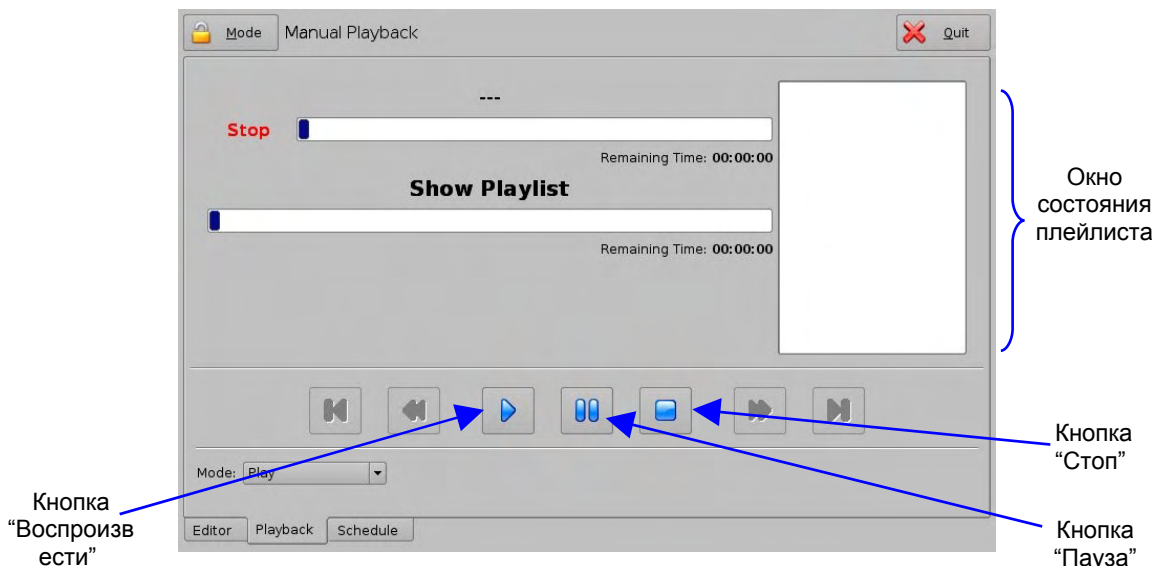 Mode
Manual Playback
Quit
---
Stop
Remaining Time: 00:00:00
Show Playlist
Remaining Time: 00:00:00
Окно
состояния
плейлиста
Кнопка
“Стоп”
Mode: Play
Кнопка
“Воспроизв
ести”
Editor Playback Schedule
Кнопка
“Пауза”